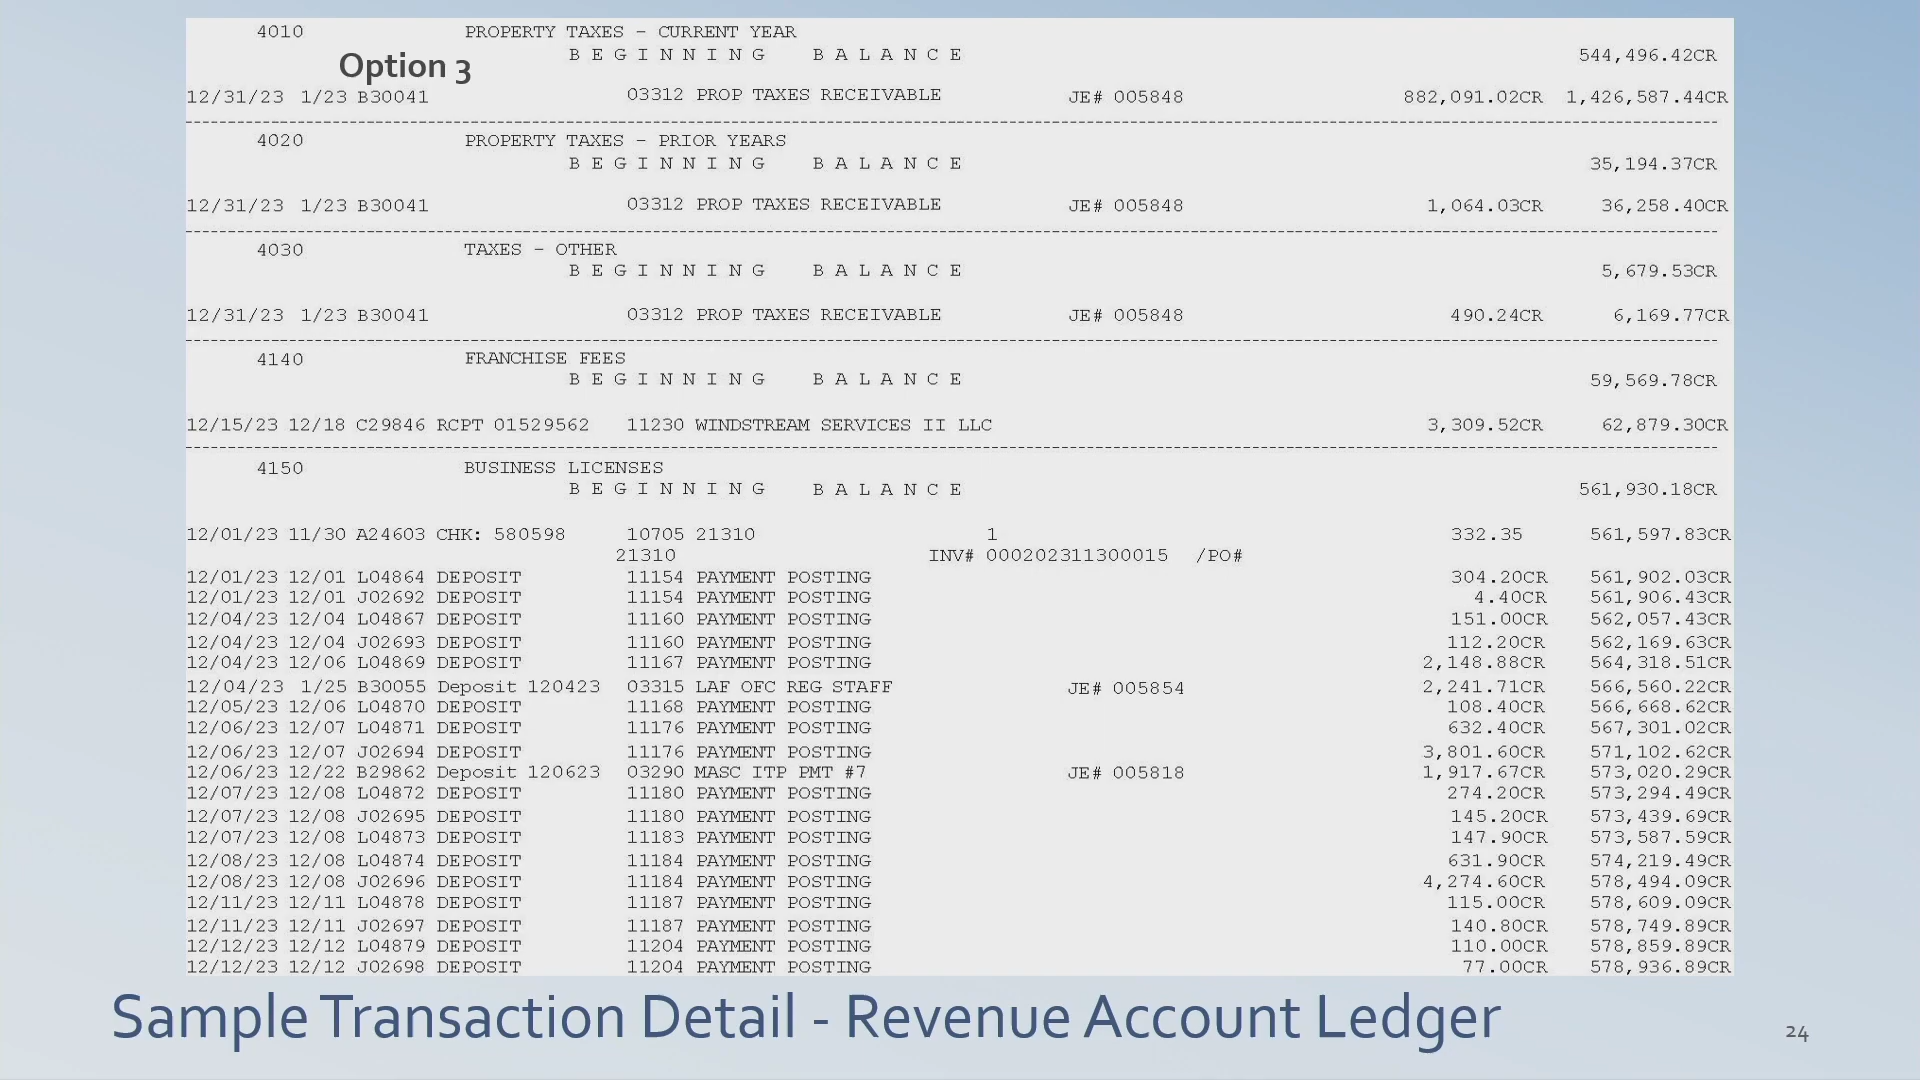 4010 PROPERTY TAXES - CURRENT YEAR
B E G I N N I N G B A L A N C E 544,496.42CR
Option 3
12/31/23 1/23 B30041 03312 PROP TAXES RECEIVABLE JE# 005848 882,091.02CR 1,426,587.44CR
4020 PROPERTY TAXES - PRIOR YEARS
B E G I N N I N G B A L A N C E 35,194.37CR
12/31/23 1/23 B30041 03312 PROP TAXES RECEIVABLE JE# 005848 1,064.03CR 36,258.40CR
4030 TAXES - OTHER
B E G I N N I N G B A L A N C E 5,679.53CR
12/31/23 1/23 B30041 03312 PROP TAXES RECEIVABLE JE# 005848 490.24CR 6,169.77CR
4140 FRANCHISE FEES
B E G I N N I N G B A L A N C E 59,569.78CR
12/15/23 12/18 C29846 RCPT 01529562 11230 WINDSTREAM SERVICES II LLC 3,309.52CR 62,879.30CR
4150 BUSINESS LICENSES
B E G I N N I N G B A L A N C E 561,930.18CR
12/01/23 11/30 A24603 CHK: 580598 10705 21310 1 332.35 561,597.83CR
21310 INV# 000202311300015 /PO#
12/01/23 12/01 L04864 DEPOSIT 11154 PAYMENT POSTING 304.20CR 561,902.03CR
12/01/23 12/01 J02692 DEPOSIT 11154 PAYMENT POSTING 4.40CR 561,906.43CR
12/04/23 12/04 L04867 DEPOSIT 11160 PAYMENT POSTING 151.00CR 562,057.43CR
12/04/23 12/04 J02693 DEPOSIT 11160 PAYMENT POSTING 112.20CR 562,169.63CR
12/04/23 12/06 L04869 DEPOSIT 11167 PAYMENT POSTING 2,148.88CR 564,318.51CR
12/04/23 1/25 B30055 Deposit 120423 03315 LAF OFC REG STAFF JE# 005854 2,241.71CR 566,560.22CR
12/05/23 12/06 L04870 DEPOSIT 11168 PAYMENT POSTING 108.40CR 566,668.62CR
12/06/23 12/07 L04871 DEPOSIT 11176 PAYMENT POSTING 632.40CR 567,301.02CR
12/06/23 12/07 J02694 DEPOSIT 11176 PAYMENT POSTING 3,801.60CR 571,102.62CR
12/06/23 12/22 B29862 Deposit 120623 03290 MASC ITP PMT #7 JE# 005818 1,917.67CR 573,020.29CR
12/07/23 12/08 L04872 DEPOSIT 11180 PAYMENT POSTING 274.20CR 573,294.49CR
12/07/23 12/08 J02695 DEPOSIT 11180 PAYMENT POSTING 145.20CR 573,439.69CR
12/07/23 12/08 L04873 DEPOSIT 11183 PAYMENT POSTING 147.90CR 573,587.59CR
12/08/23 12/08 L04874 DEPOSIT 11184 PAYMENT POSTING 631.90CR 574,219.49CR
12/08/23 12/08 J02696 DEPOSIT 11184 PAYMENT POSTING 4,274.60CR 578,494.09CR
12/11/23 12/11 L04878 DEPOSIT 11187 PAYMENT POSTING 115.00CR 578,609.09CR
12/11/23 12/11 J02697 DEPOSIT 11187 PAYMENT POSTING 140.80CR 578,749.89CR
12/12/23 12/12 L04879 DEPOSIT 11204 PAYMENT POSTING 110.00CR 578,859.89CR
12/12/23 12/12 J02698 DEPOSIT 11204 PAYMENT POSTING 77.00CR 578,936.89CR
Sample Transaction Detail - Revenue Account Ledger
24